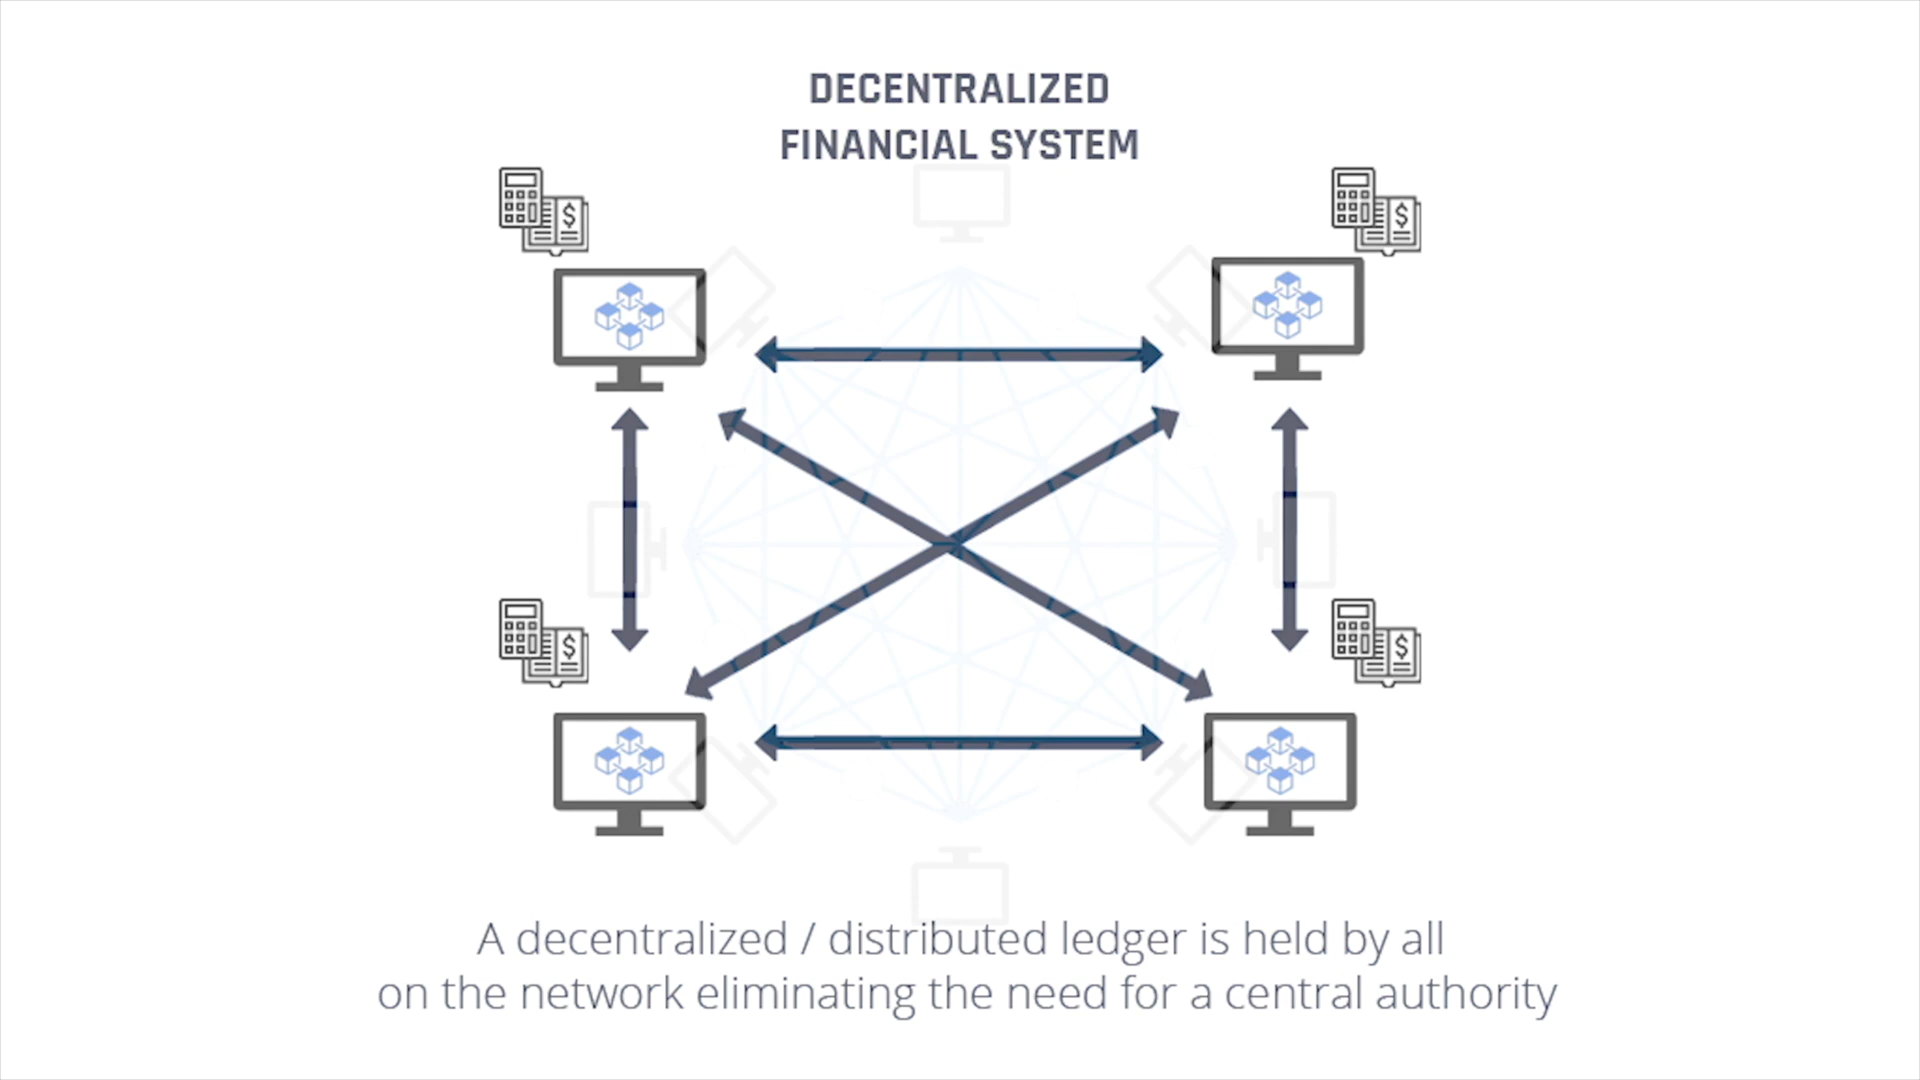 DECENTRALIZED
FINANCIAL SYSTEM
$
$
$
$
A decentralized / distributed ledger is held by all
on the network eliminating the need for a central authority